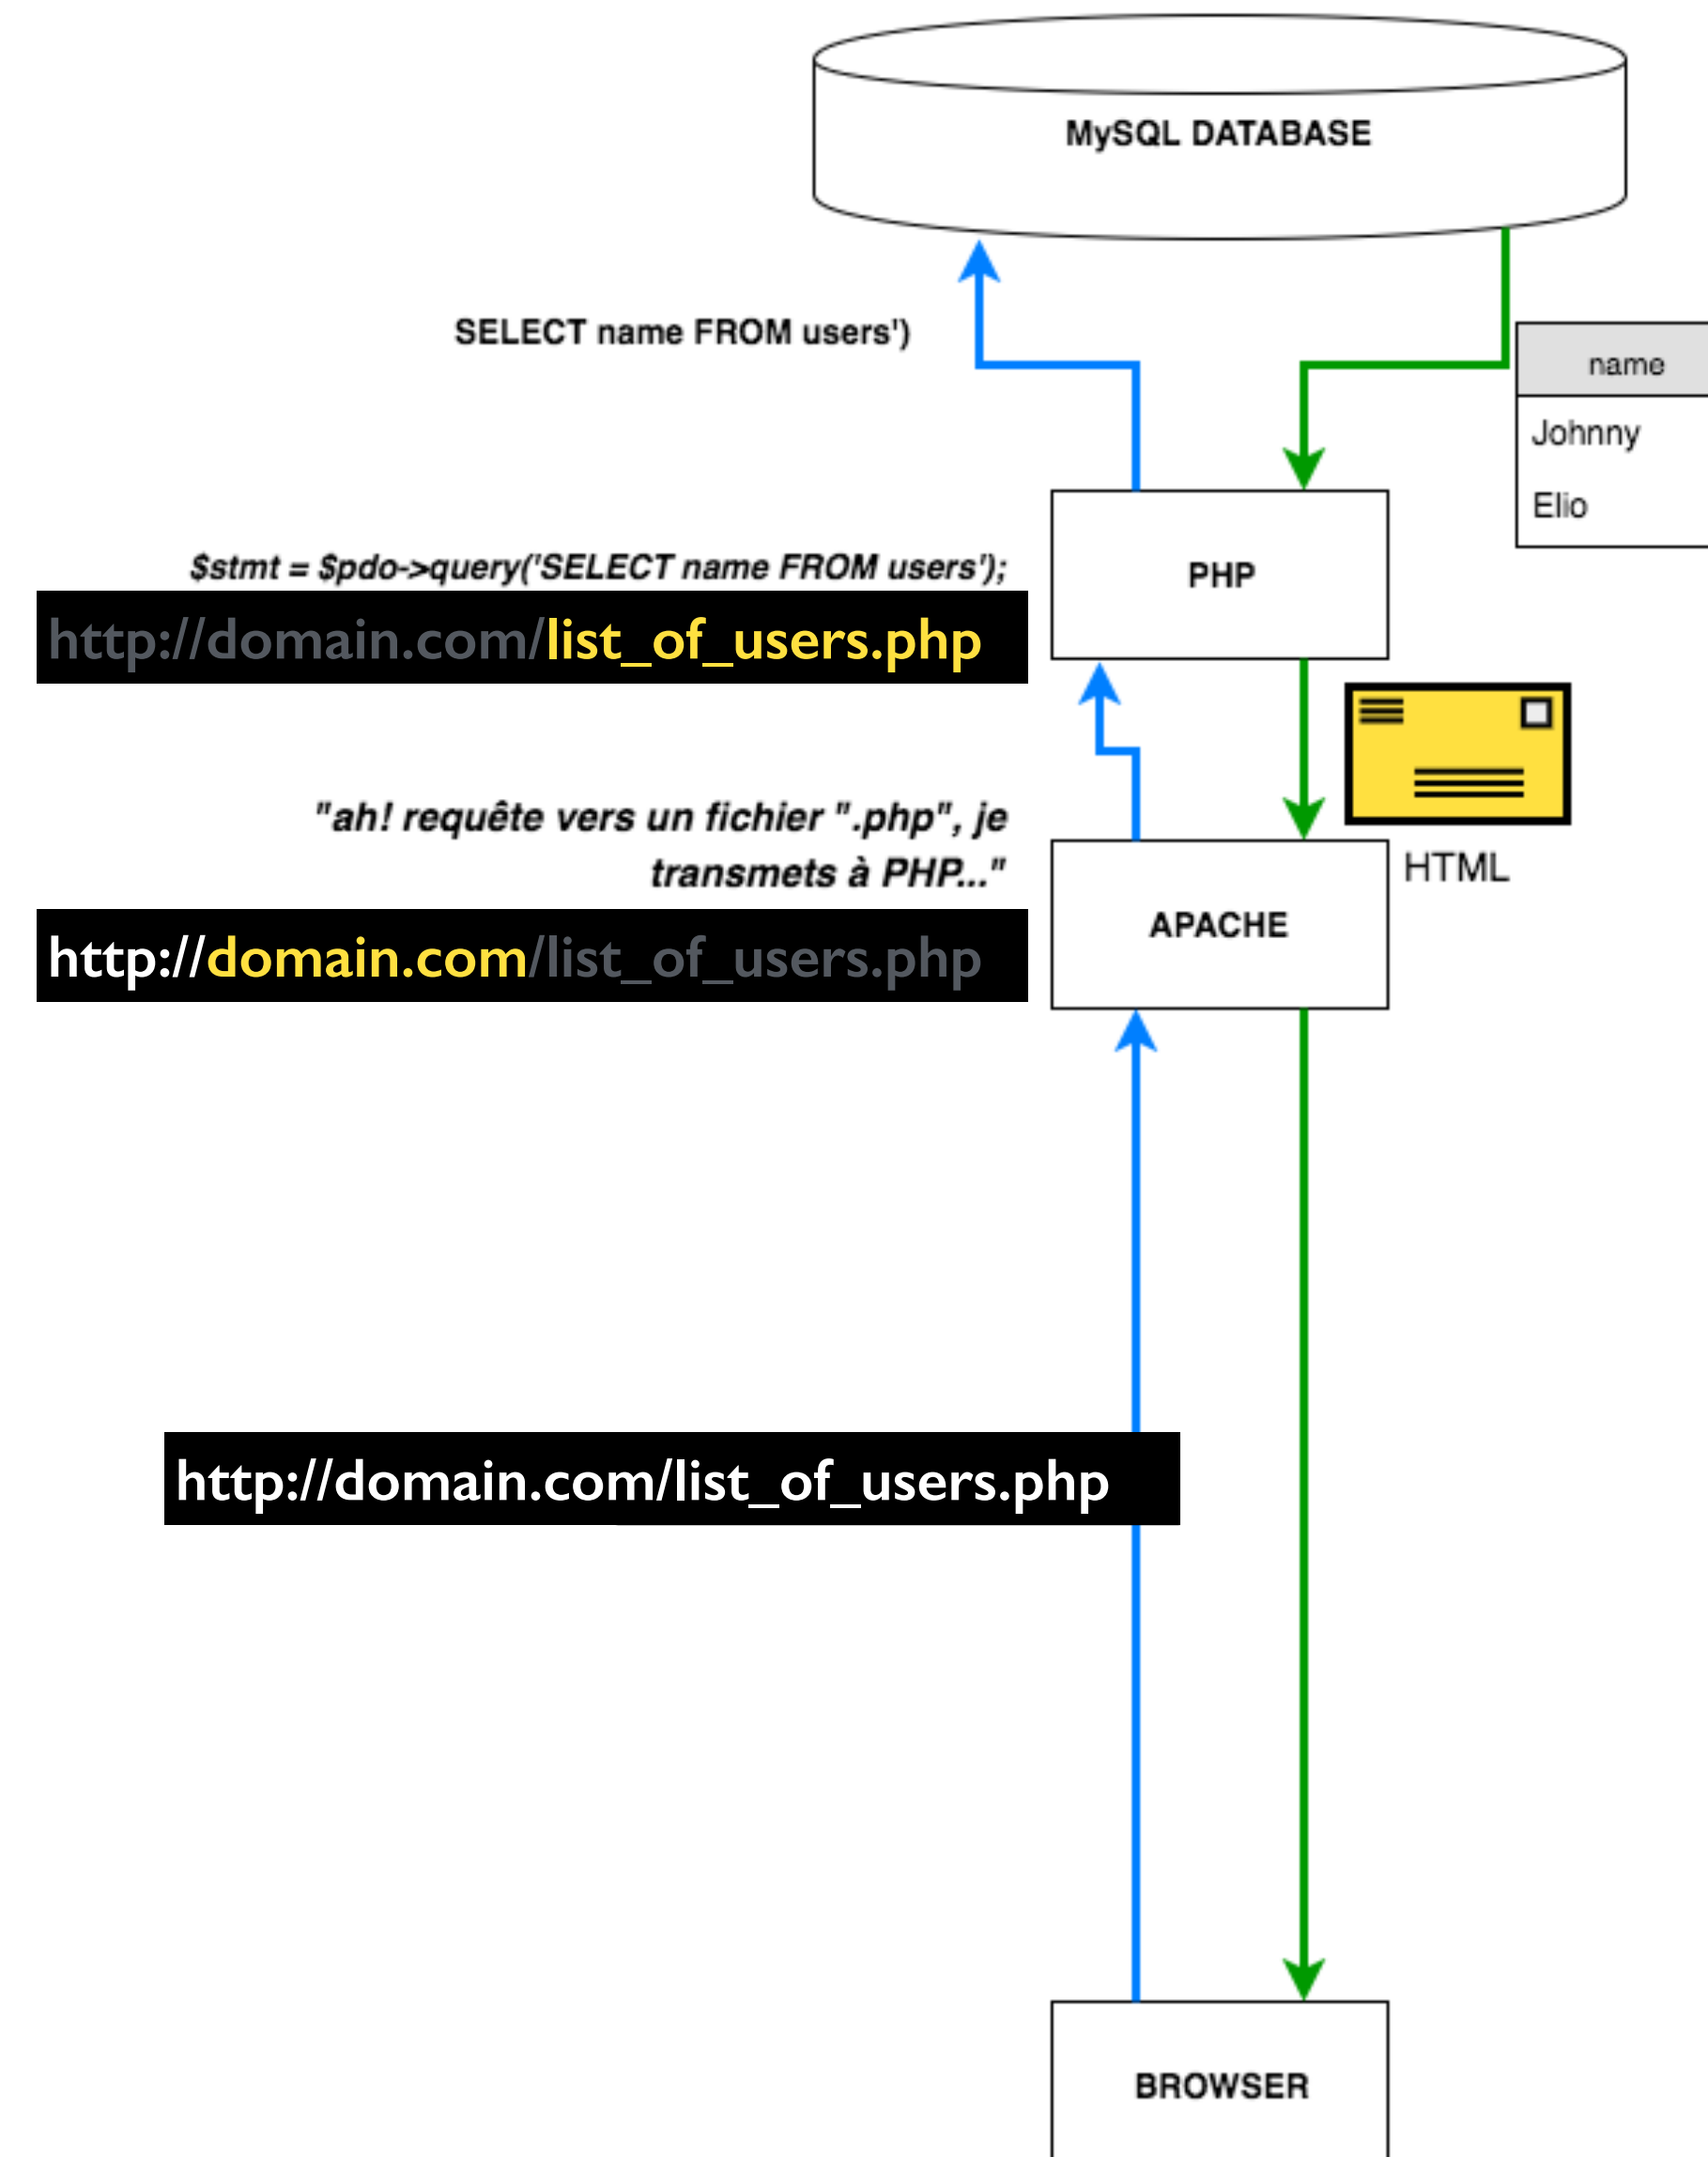 MySQL DATABASE
SELECT name FROM users')
name
Johnny
Elio
$stmt = $pdo->query('SELECT name FROM users');
PHP
http://domain.com/list_of_users.php
"ah! requête vers un fichier ".php", je
transmets à PHP..."
HTML
APACHE
http://domain.com/list_of_users.php
http://domain.com/list_of_users.php
BROWSER